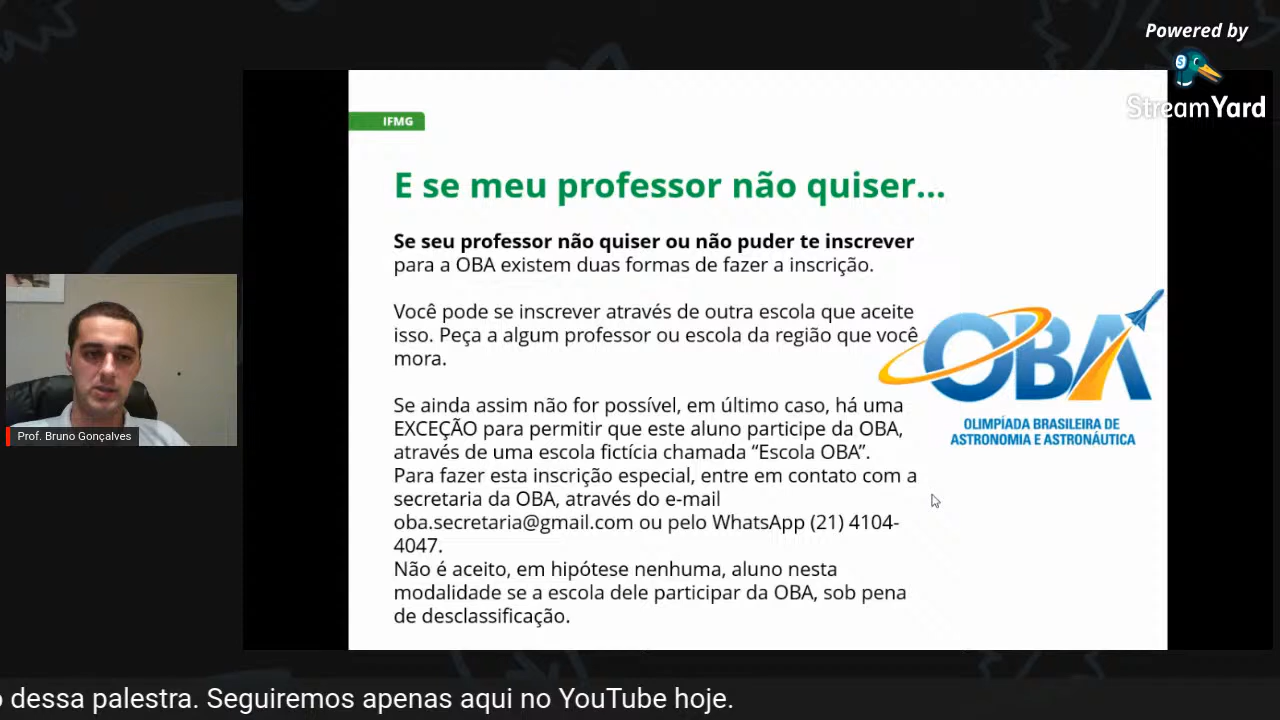 Powered by
StreamYard
IFMG
E se meu professor não quiser...
Se seu professor não quiser ou não puder te inscrever
para a OBA existem duas formas de fazer a inscrição.
Você pode se inscrever através de outra escola que aceite
isso. Peça a algum professor ou escola da região que você
mora.
Se ainda assim não for possível, em último caso, há uma
EXCEÇÃO para permitir que este aluno participe da OBA,
através de uma escola fictícia chamada “Escola OBA”.
Para fazer esta inscrição especial, entre em contato com a
secretaria da OBA, através do e-mail
oba.secretaria@gmail.com ou pelo WhatsApp (21) 4104-
4047.
Não é aceito, em hipótese nenhuma, aluno nesta
modalidade se a escola dele participar da OBA, sob pena
de desclassificação.
OBA
OLIMPÍADA BRASILEIRA DE
ASTRONOMIA E ASTRONÁUTICA
Prof. Bruno Gonçalves
o dessa palestra. Seguiremos apenas aqui no YouTube hoje.